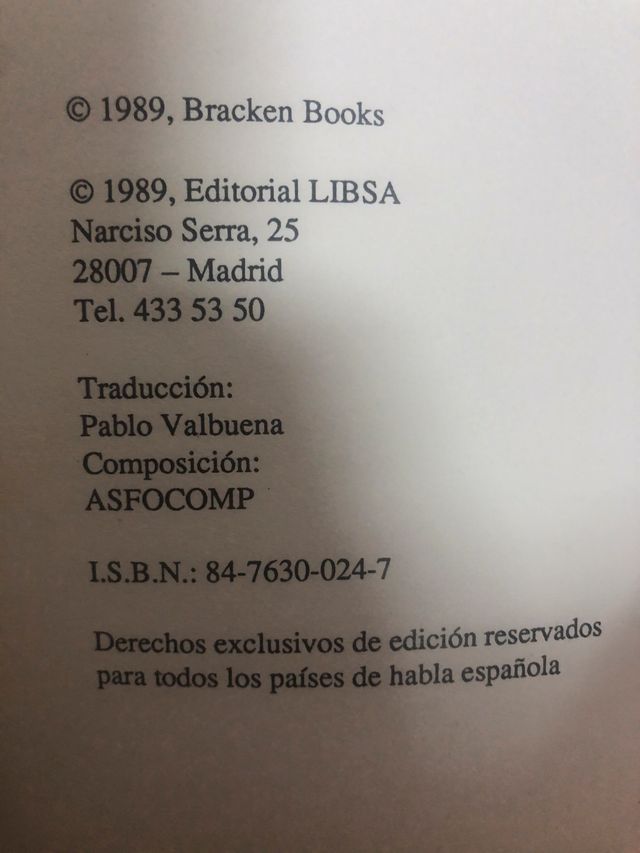 © 1989, Bracken Books
© 1989, Editorial LIBSA
Narciso Serra, 25
28007 – Madrid
Tel. 433 53 50
Traducción:
Pablo Valbuena
Composición:
ASFOCOMP
I.S.B.N.: 84-7630-024-7
Derechos exclusivos de edición reservados
para todos los países de habla española